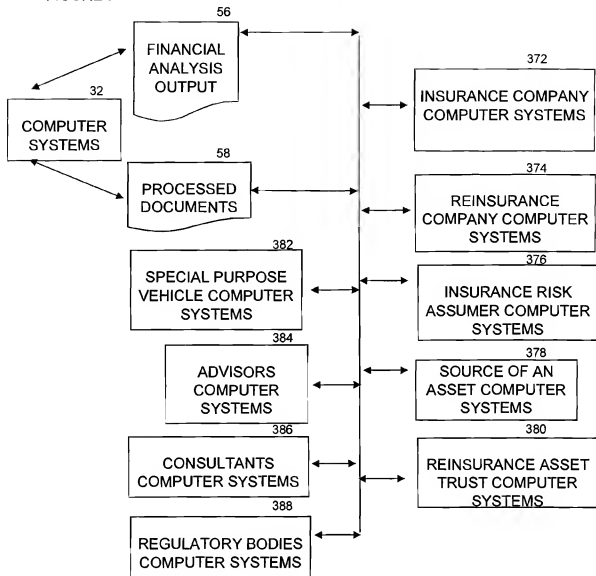 56
FINANCIAL
ANALYSIS
OUTPUT
32
COMPUTER
SYSTEMS
58
PROCESSED
DOCUMENTS
382
SPECIAL PURPOSE
VEHICLE COMPUTER
SYSTEMS
384
ADVISORS
COMPUTER
SYSTEMS
386
CONSULTANTS
COMPUTER SYSTEMS
388
REGULATORY BODIES
COMPUTER SYSTEMS
372
INSURANCE COMPANY
COMPUTER SYSTEMS
374
REINSURANCE
COMPANY COMPUTER
SYSTEMS
376
INSURANCE RISK
ASSUMER COMPUTER
SYSTEMS
378
SOURCE OF AN
ASSET COMPUTER
SYSTEMS
380
REINSURANCE ASSET
TRUST COMPUTER
SYSTEMS